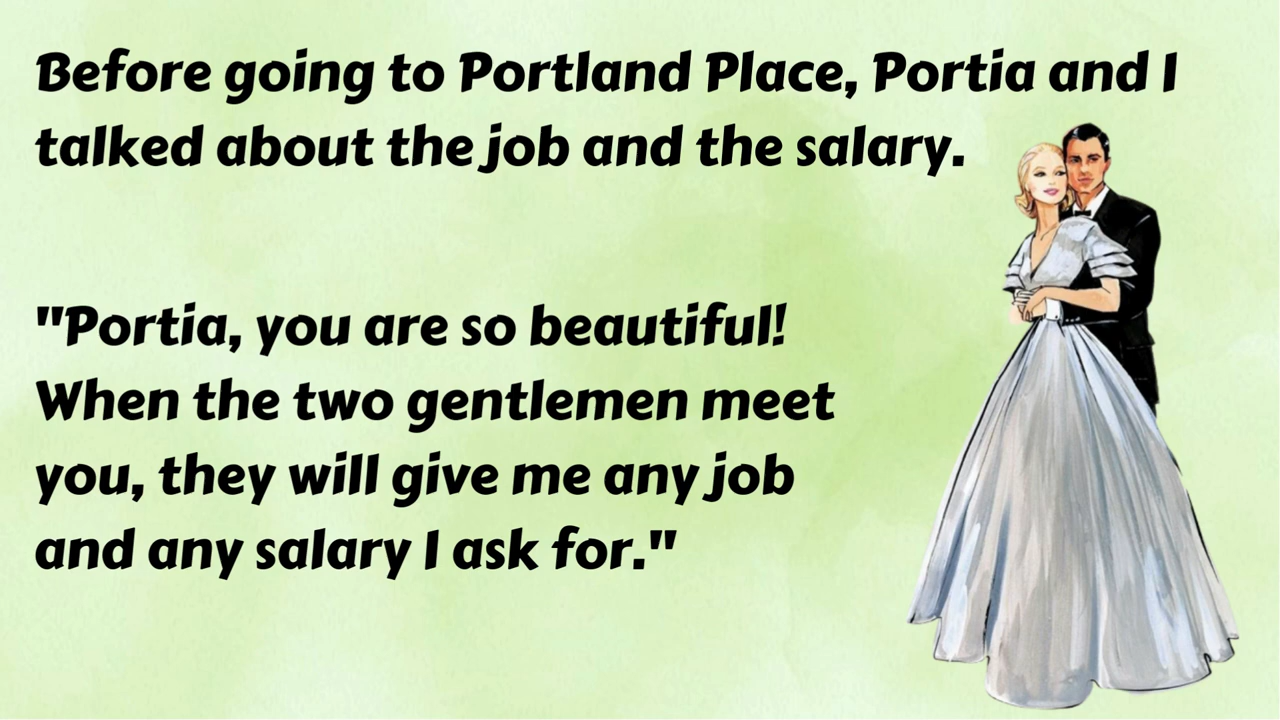 Before going to Portland Place, Portia and I
talked about the job and the salary.
"Portia, you are so beautiful!
When the two gentlemen meet
you, they will give me any job
and any salary I ask for."